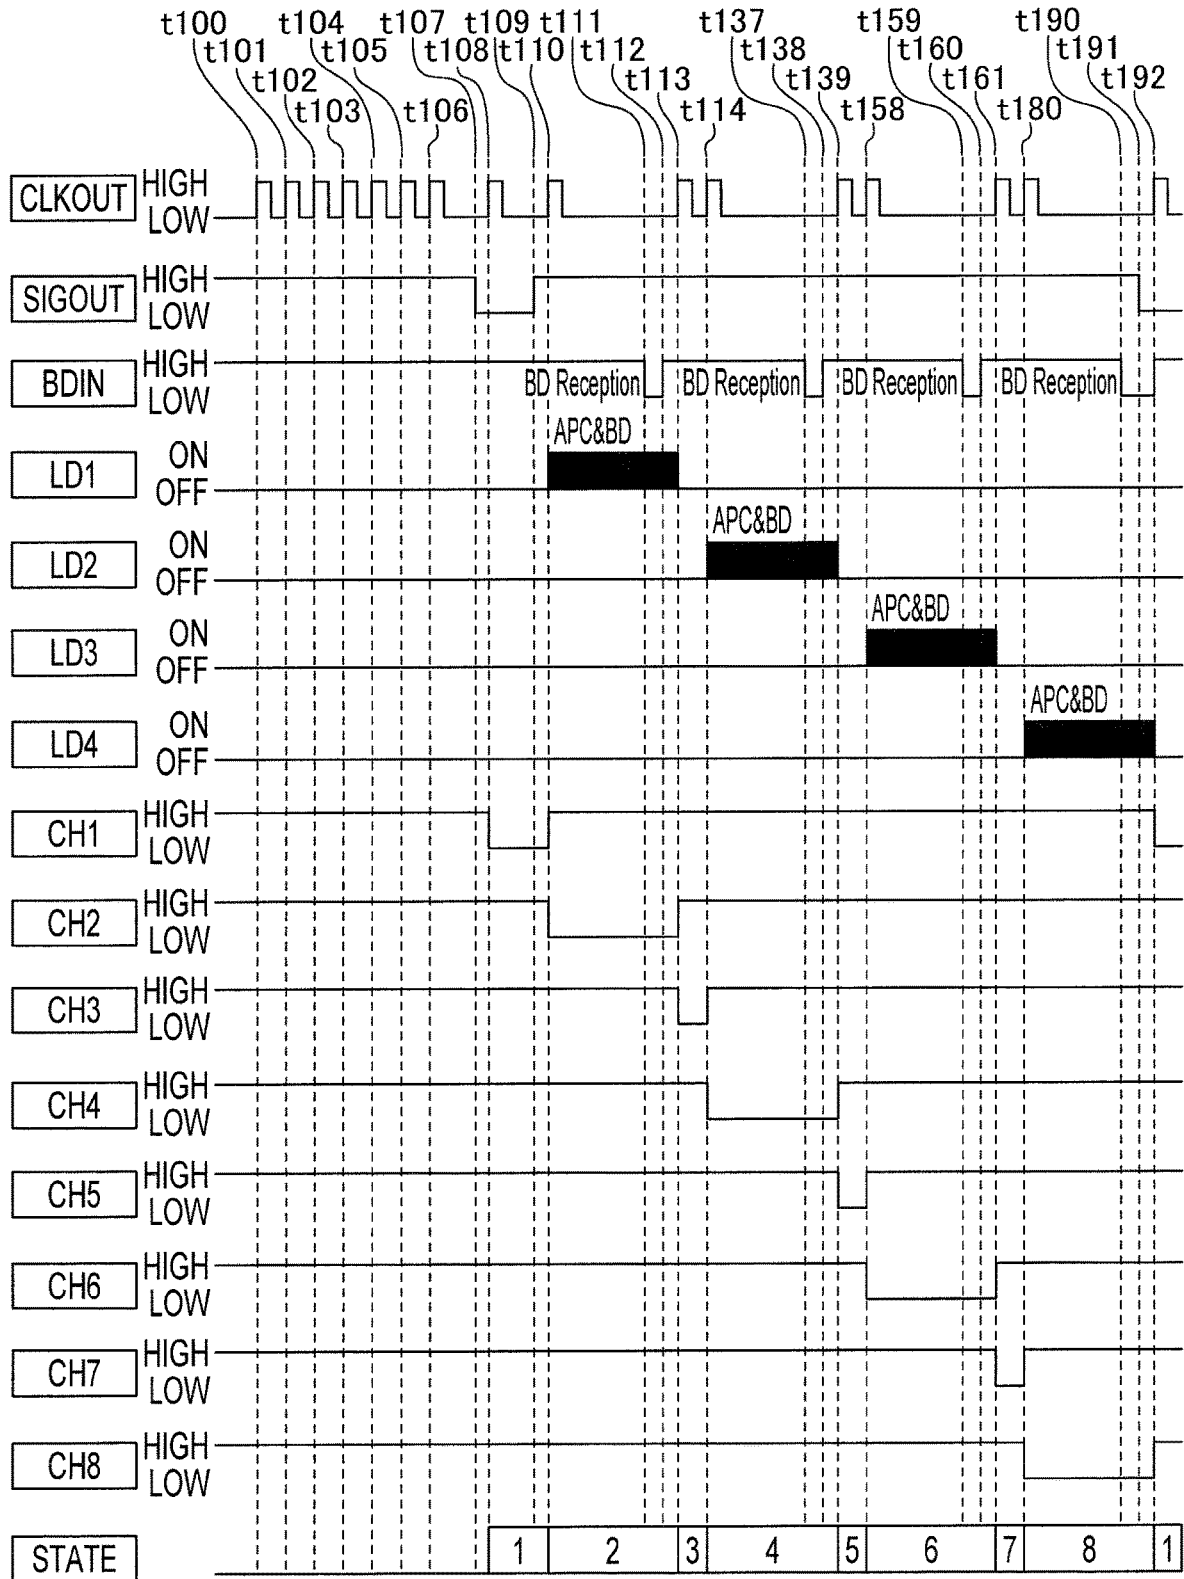 t100 t104 t107 t109 t111 t137 t159 t190
t101 t105 t108 t110 t112 t138 t160 t191
t102 t113 t139 t161 t192
t103 t106 t114 t158 t180
CLKOUT HIGH
LOW
SIGOUT HIGH
LOW
BDIN HIGH
LOW
BD Reception BD Reception BD Reception BD Reception
APC&BD
LD1 ON
OFF
APC&BD
LD2 ON
OFF
APC&BD
LD3 ON
OFF
APC&BD
LD4 ON
OFF
CH1 HIGH
LOW
CH2 HIGH
LOW
CH3 HIGH
LOW
CH4 HIGH
LOW
CH5 HIGH
LOW
CH6 HIGH
LOW
CH7 HIGH
LOW
CH8 HIGH
LOW
STATE 1 2 3 4 5 6 7 8 1